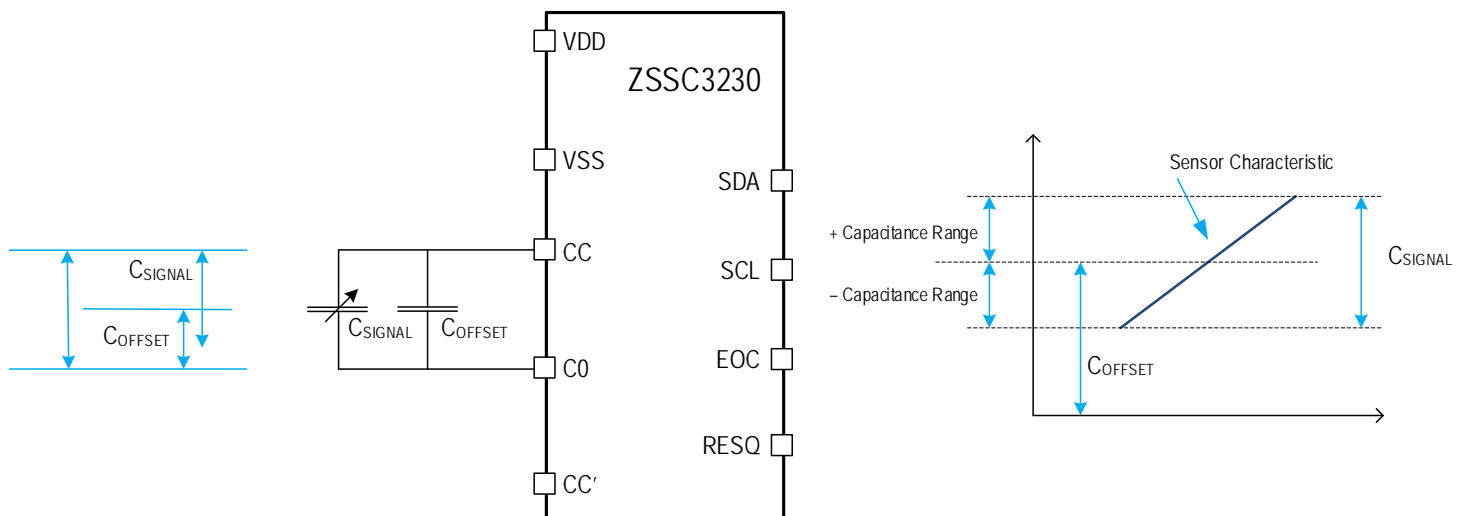 VDD
ZSSC3230
VSS
SDA
CC
SCL
CSIGNAL
COFFSET
CSIGNAL
COFFSET
C0
EOC
RESQ
CC'
Sensor Characteristic
+ Capacitance Range
– Capacitance Range
CSIGNAL
COFFSET